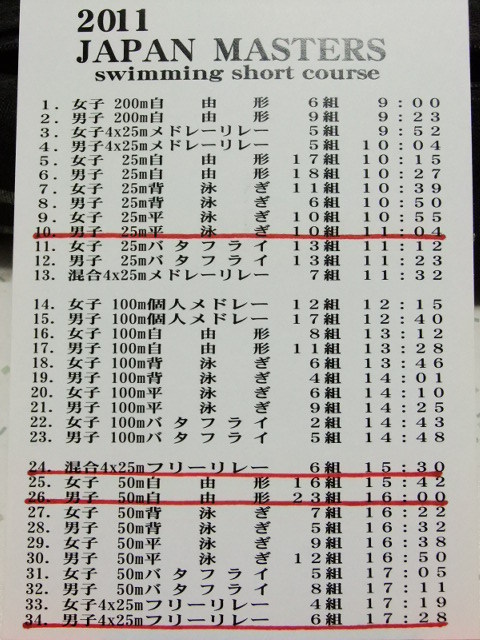 2011
JAPAN MASTERS
swimming short course
1. 女子 200m自由形 6組 9:00
2. 男子 200m自由形 9組 9:23
3. 女子4x25mメドレーリレー 5組 9:52
4. 男子4x25mメドレーリレー 5組 10:04
5. 女子 25m自由形 17組 10:15
6. 男子 25m自由形 18組 10:27
7. 女子 25m背泳ぎ 11組 10:39
8. 男子 25m背泳ぎ 6組 10:50
9. 女子 25m平泳ぎ 10組 10:55
10. 男子 25m平泳ぎ 10組 11:04
11. 女子 25mバタフライ 13組 11:12
12. 男子 25mバタフライ 13組 11:23
13. 混合4x25mメドレーリレー 7組 11:32
14. 女子 100m個人メドレー 12組 12:15
15. 男子 100m個人メドレー 17組 12:40
16. 女子 100m自由形 8組 13:12
17. 男子 100m自由形 11組 13:28
18. 女子 100m背泳ぎ 6組 13:46
19. 男子 100m背泳ぎ 4組 14:01
20. 女子 100m平泳ぎ 6組 14:10
21. 男子 100m平泳ぎ 9組 14:25
22. 女子 100mバタフライ 2組 14:43
23. 男子 100mバタフライ 5組 14:48
24. 混合4x25mフリーリレー 6組 15:30
25. 女子 50m自由形 16組 15:42
26. 男子 50m自由形 23組 16:00
27. 女子 50m背泳ぎ 7組 16:22
28. 男子 50m背泳ぎ 5組 16:32
29. 女子 50m平泳ぎ 9組 16:38
30. 男子 50m平泳ぎ 12組 16:50
31. 女子 50mバタフライ 5組 17:05
32. 男子 50mバタフライ 8組 17:11
33. 女子4x25mフリーリレー 4組 17:19
34. 男子4x25mフリーリレー 6組 17:28